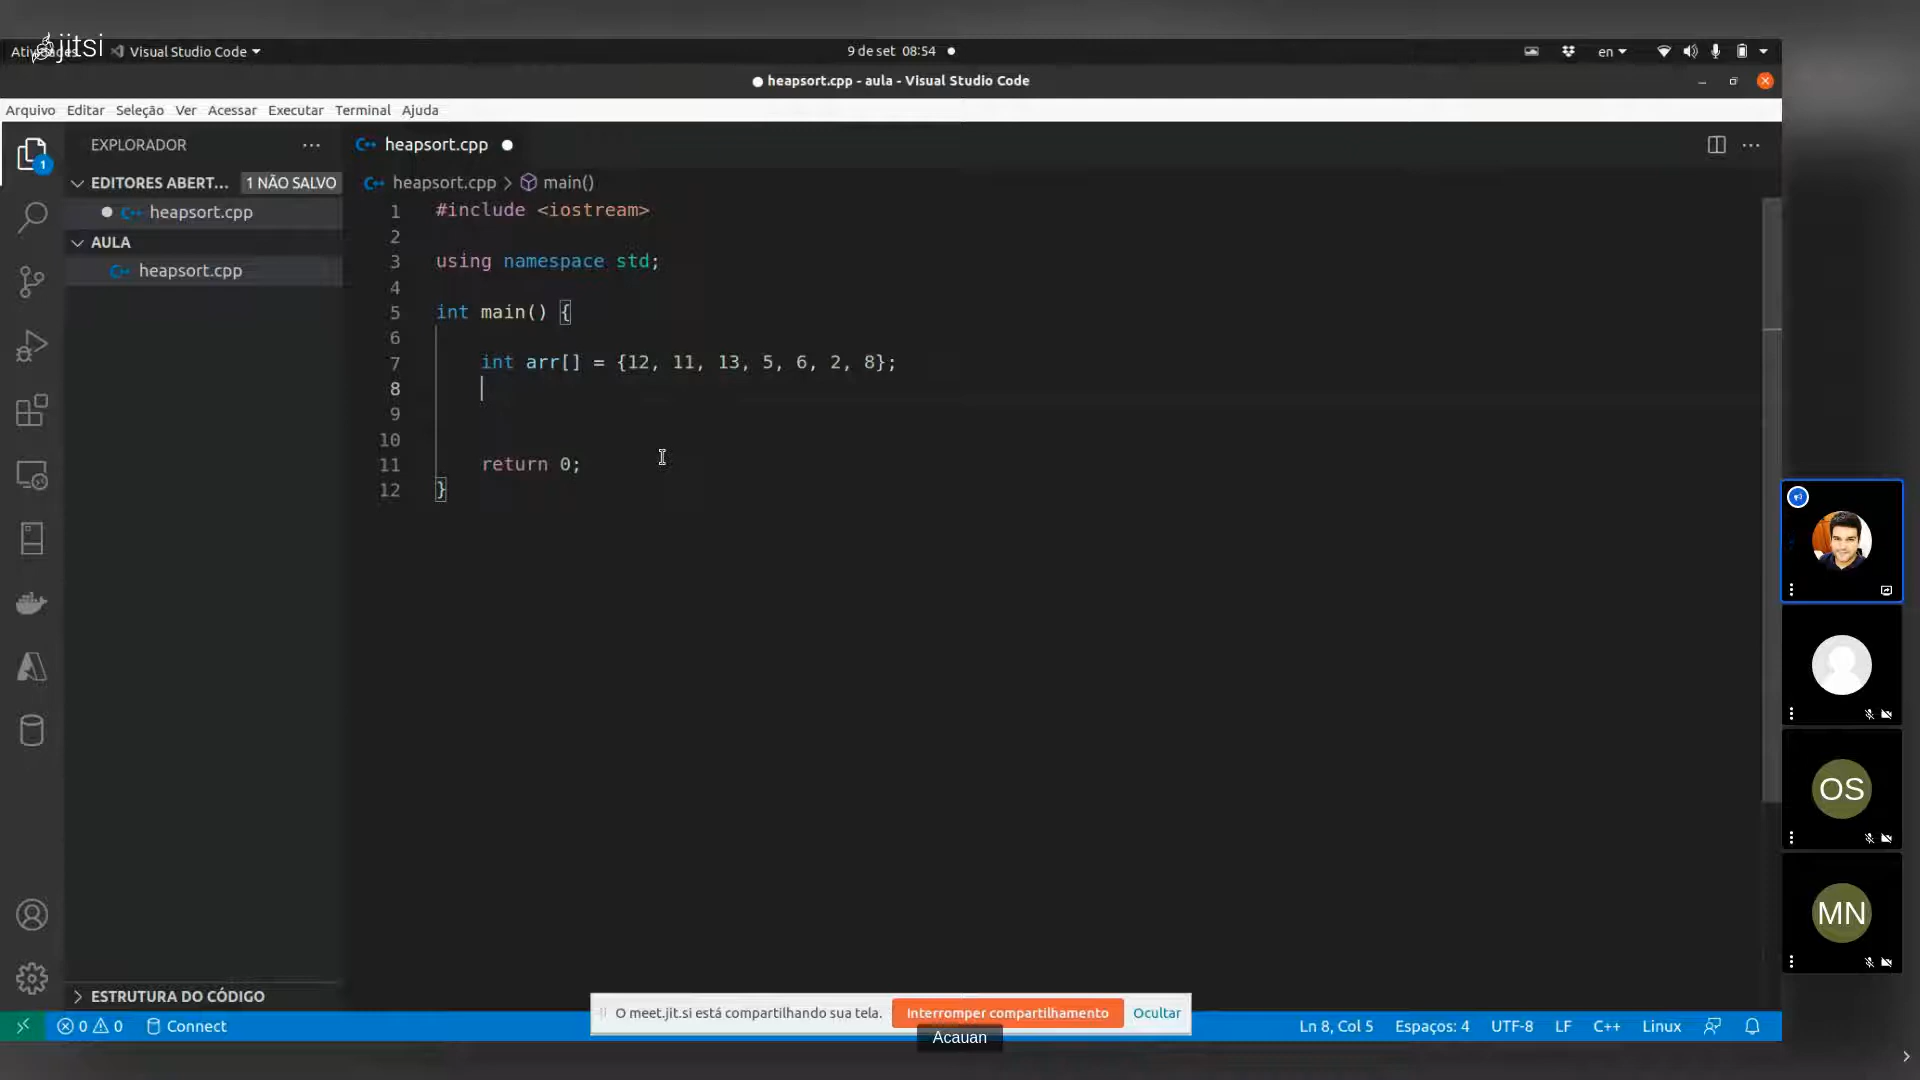 jitsi
Visual Studio Code
9 de set 08:54
en
heapsort.cpp - aula - Visual Studio Code
Arquivo Editar Seleção Ver Acessar Executar Terminal Ajuda
EXPLORADOR
EDITORES ABERT... 1 NÃO SALVO
heapsort.cpp
AULA
heapsort.cpp
ESTRUTURA DO CÓDIGO
1
heapsort.cpp
heapsort.cpp > main()
1 #include <iostream>
2
3 using namespace std;
4
5 int main() {
6
7 int arr[] = {12, 11, 13, 5, 6, 2, 8};
8
9
10
11 return 0;
12 }
OS
MN
O meet.jit.si está compartilhando sua tela. Interromper compartilhamento Ocultar
0 0 Connect
Ln 8, Col 5 Espaços: 4 UTF-8 LF C++ Linux
Acauan